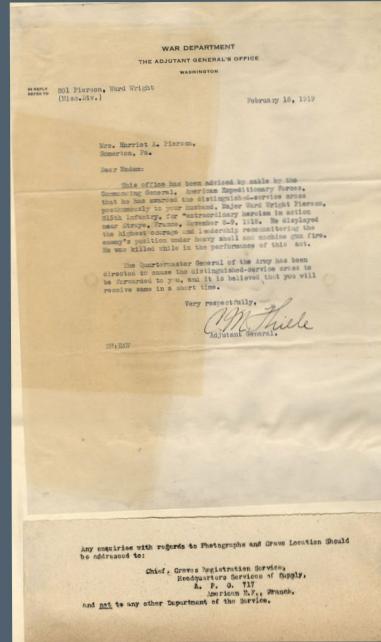 WAR DEPARTMENT
THE ADJUTANT GENERAL'S OFFICE
WASHINGTON
IN REPLY
REFER TO
201 Pierson, Ward Wright
(Misc.Div.)
February 18, 1919
Mrs. Harriet A. Pierson,
Somerton, Pa.
Dear Madam:
This office has been advised by cable by the
Commanding General, American Expeditionary Forces,
that he has awarded the distinguished-service cross
posthumously to your husband, Major Ward Wright Pierson,
315th Infantry, for "extraordinary heroism in action
near Etraye, France, November 8-9, 1918. He displayed
the highest courage and leadership reconnoitering the
enemy's position under heavy shell and machine gun fire.
He was killed while in the performance of this act.
The Quartermaster General of the Army has been
directed to cause the distinguished-service cross to
be forwarded to you, and it is believed that you will
receive same in a short time.
Very respectfully,
Adjutant General.
Any enquiries with regards to Photographs and Grave Location Should
be addressed to:
Chief, Graves Registration Service,
Headquarters Services of Supply,
A. P. O. 717
American E.F., France.
and not to any other Department of the Service.